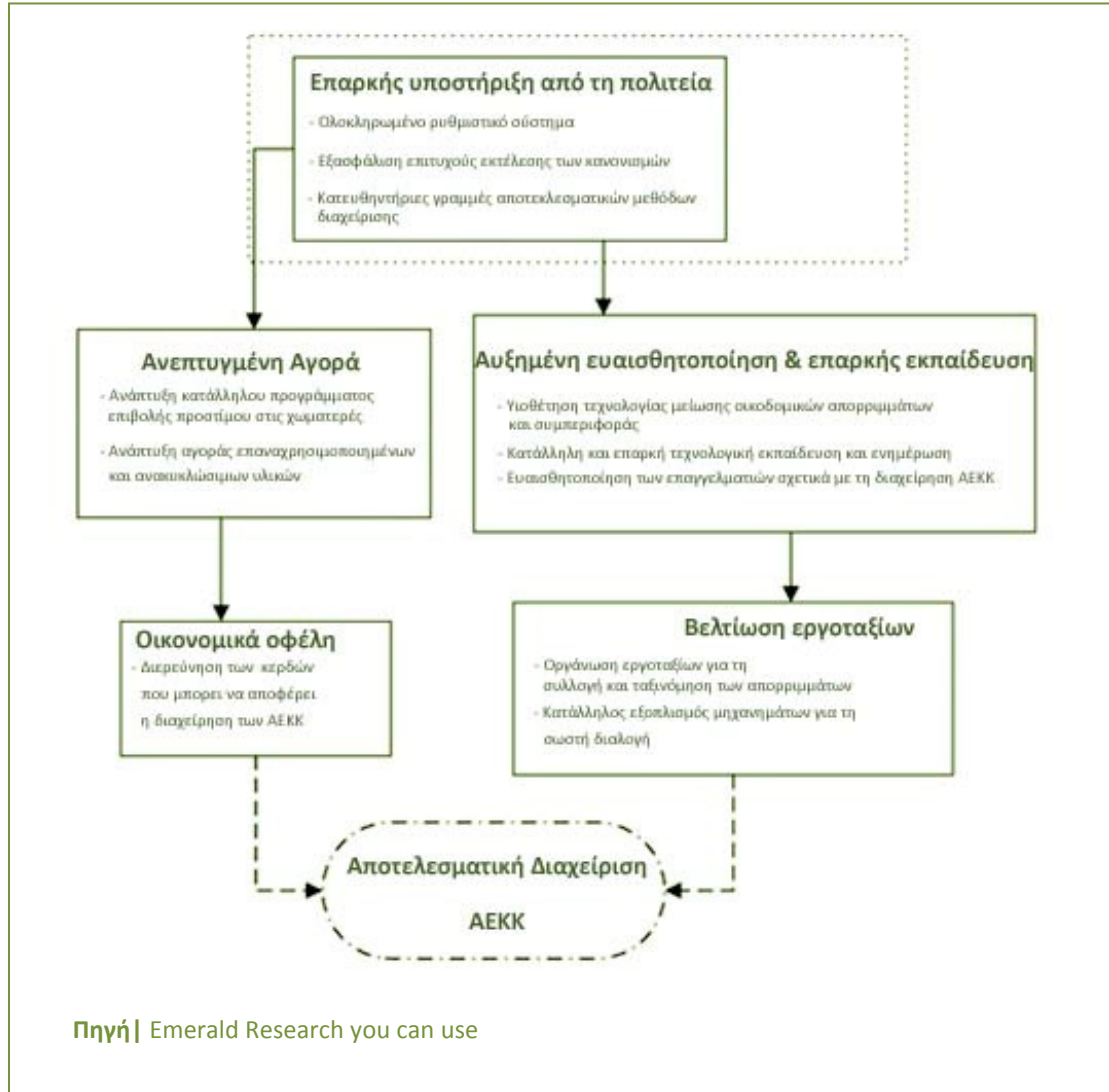 Επαρκής υποστήριξη από τη πολιτεία
- Ολοκληρωμένο ρυθμιστικό σύστημα
- Εξασφάλιση επιτυχούς εκτέλεσης των κανονισμών
- Κατευθηντήριες γραμμές αποτεκλεσματικών μεθόδων
διαχείρισης
Ανεπτυγμένη Αγορά
- Ανάπτυξη κατάλληλου προγράμματος
επιβολής προστίμου στις χωματερές
- Ανάπτυξη αγοράς επαναχρησιμοποιημένων
και ανακυκλώσιμων υλικών
Αυξημένη ευαισθητοποίηση & επαρκής εκπαίδευση
- Υιοθέτηση τεχνολογίας μείωσης οικοδομικών απορριμμάτων
και συμπεριφοράς
- Κατάλληλη και επαρκή τεχνολογική εκπαίδευση και ενημέρωση
- Ευαισθητοποίηση των επαγγελματιών σχετικά με τη διαχείρηση ΑΕΚΚ
Οικονομικά οφέλη
- Διερεύνηση των κερδών
που μπορει να αποφέρει
η διαχείρηση των ΑΕΚΚ
Βελτίωση εργοταξίων
- Οργάνωση εργοταξίων για τη
συλλογή και ταξινόμηση των απορριμμάτων
- Κατάλληλος εξοπλισμός μηχανημάτων για τη
σωστή διαλογή
Αποτελεσματική Διαχείριση
ΑΕΚΚ
Πηγή| Emerald Research you can use